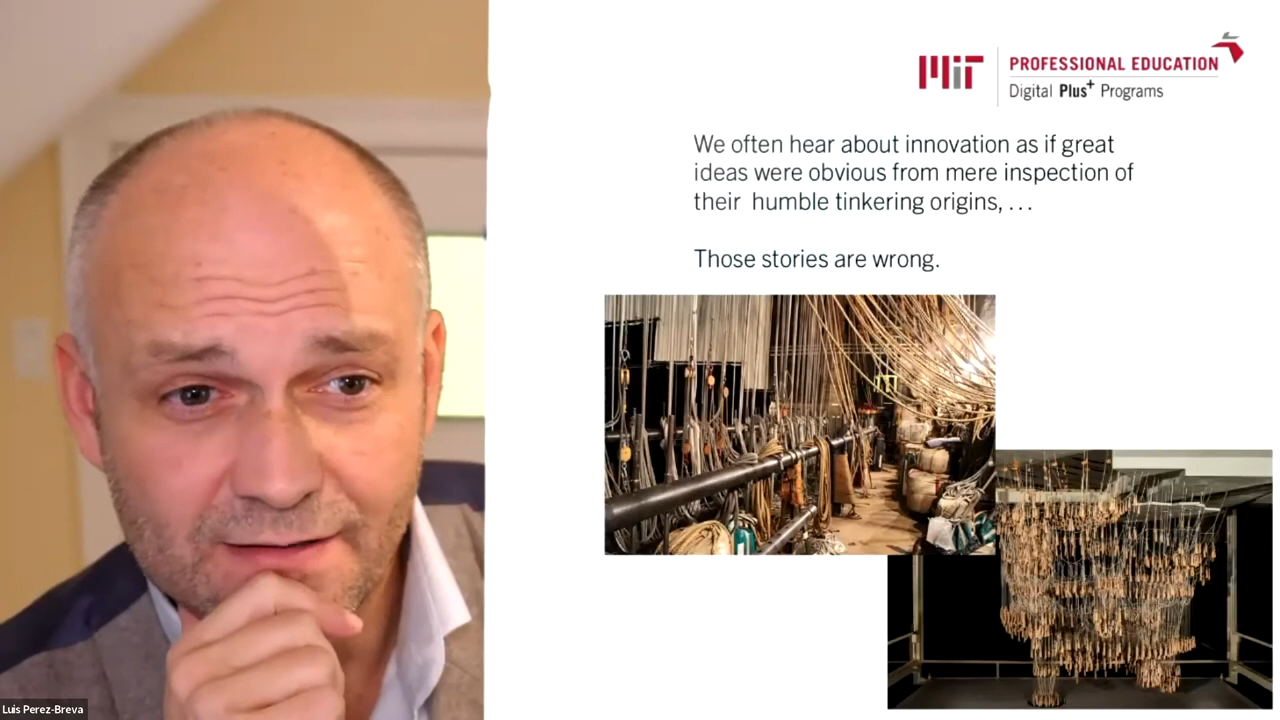 MIT
PROFESSIONAL EDUCATION
Digital Plus+ Programs
We often hear about innovation as if great
ideas were obvious from mere inspection of
their humble tinkering origins, …
Those stories are wrong.
Luis Perez-Breva